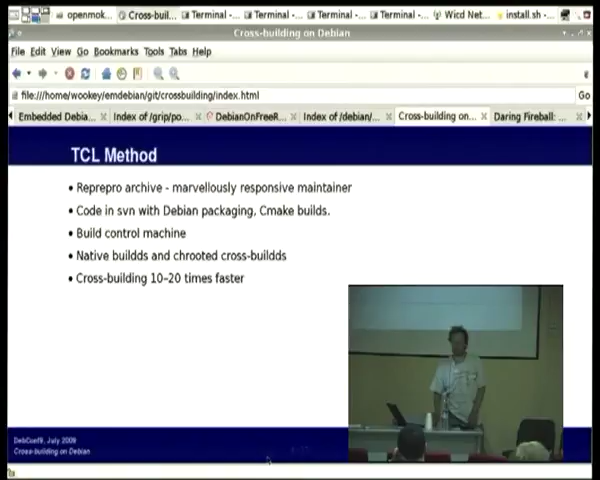 openmok...
Cross-buil...
Terminal -...
Terminal -...
Terminal -...
Terminal -...
Wicd Net...
install.sh -...
Cross-building on Debian
File Edit View Go Bookmarks Tools Tabs Help
file:///home/wookey/emdebian/git/crossbuilding/index.html
Go
Embedded Debia...
Index of /grip/po...
DebianOnFreeR...
Index of /debian/...
Cross-building on...
Daring Fireball: ...
TCL Method
• Reprepro archive - marvellously responsive maintainer
• Code in svn with Debian packaging, Cmake builds.
• Build control machine
• Native buildds and chrooted cross-buildds
• Cross-building 10–20 times faster
DebConf9, July 2009
Cross-building on Debian